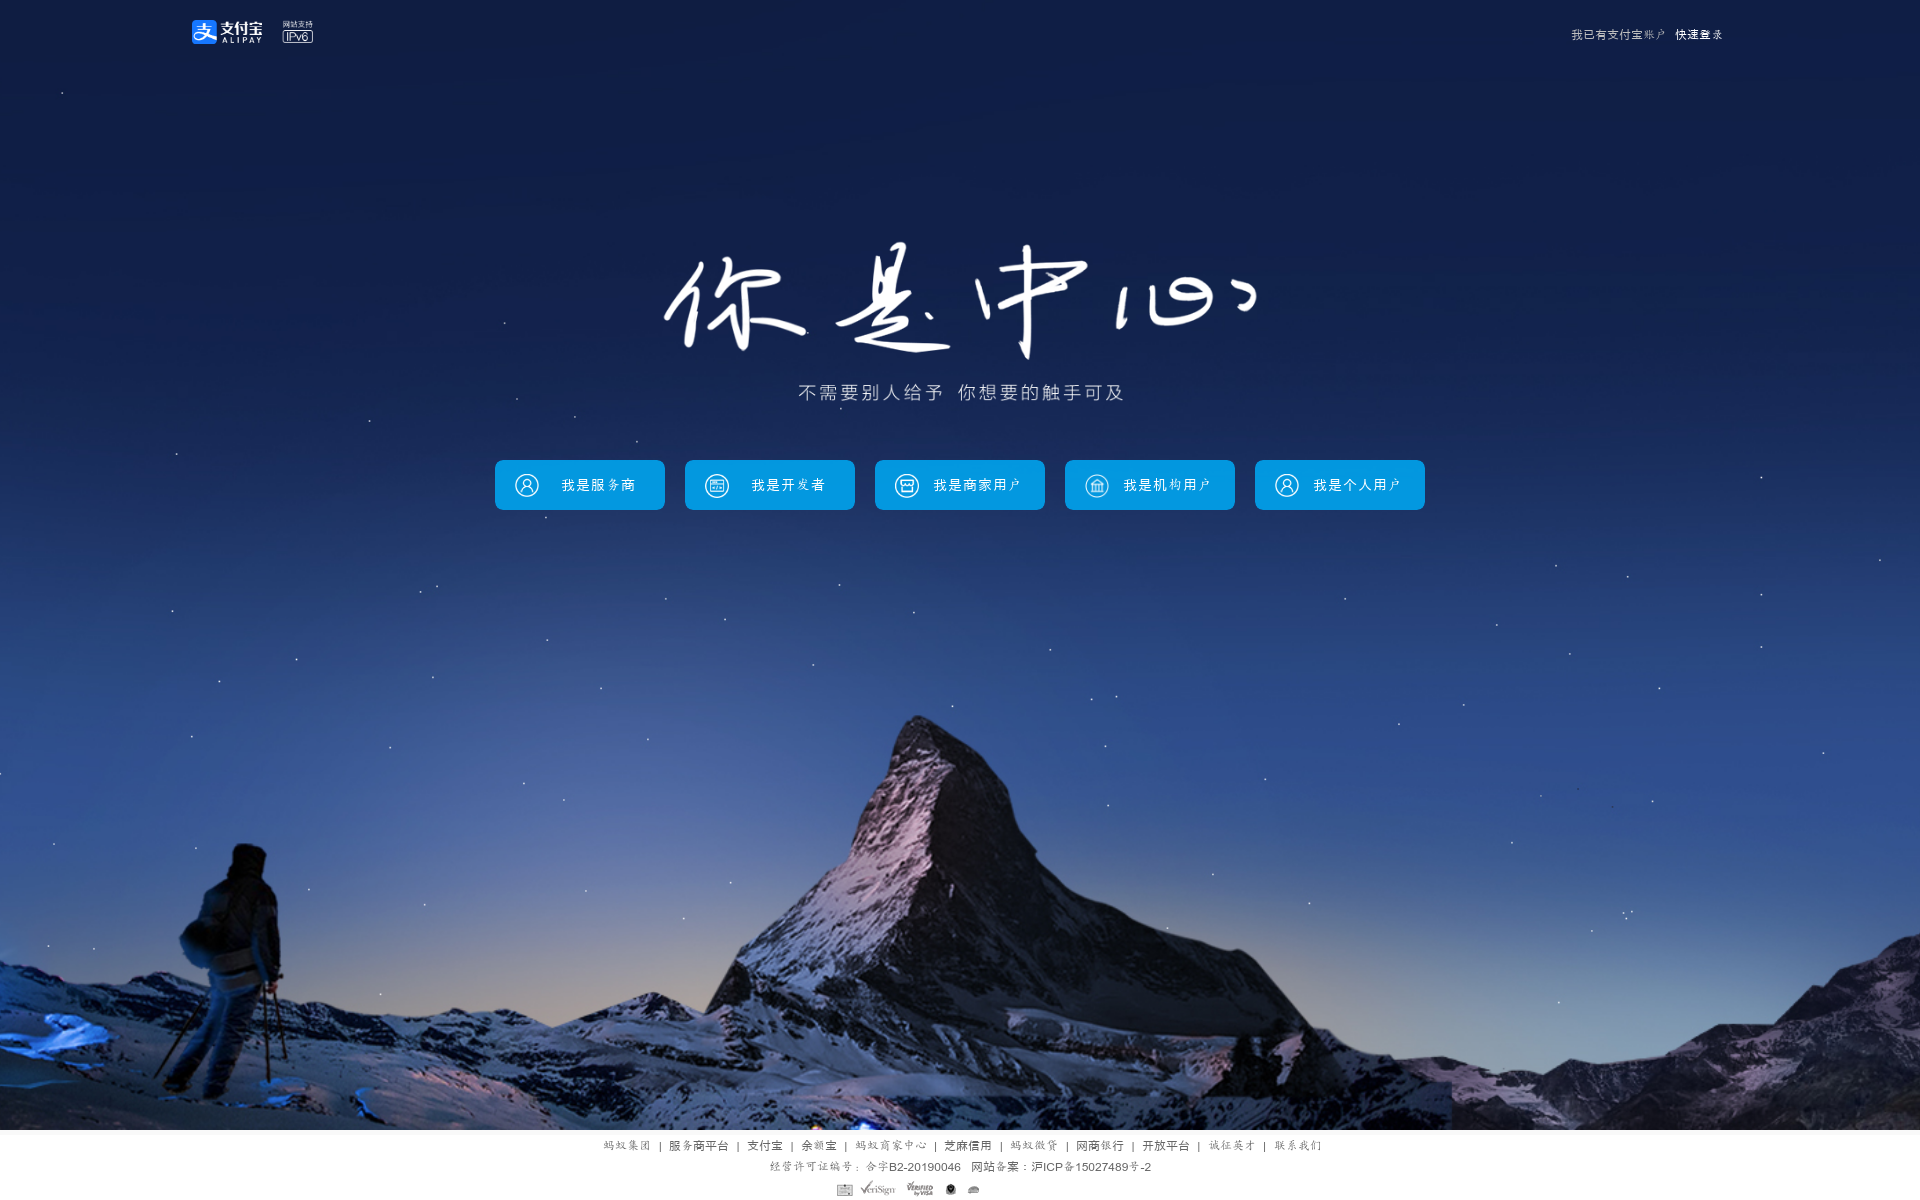 支付宝 ALIPAY
网站支持 IPv6
我已有支付宝账户 快速登录
你是中心
不需要别人给予 你想要的触手可及
我是服务商
我是开发者
我是商家用户
我是机构用户
我是个人用户
蚂蚁集团 | 服务商平台 | 支付宝 | 余额宝 | 蚂蚁商家中心 | 芝麻信用 | 蚂蚁微贷 | 网商银行 | 开放平台 | 诚征英才 | 联系我们
经营许可证编号：合字B2-20190046 网站备案：沪ICP备15027489号-2
VeriSign VERIFIED by VISA